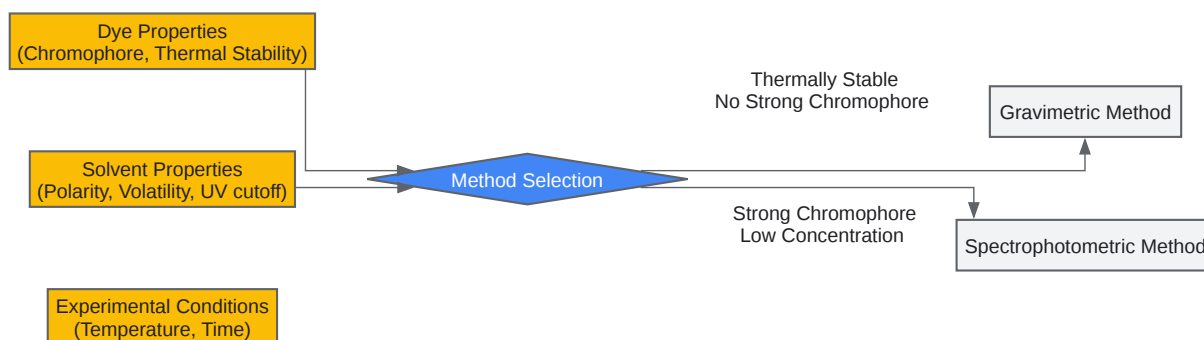 Dye Properties
(Chromophore, Thermal Stability)
Thermally Stable
No Strong Chromophore
Gravimetric Method
Solvent Properties
(Polarity, Volatility, UV cutoff)
Method Selection
Strong Chromophore
Low Concentration
Spectrophotometric Method
Experimental Conditions
(Temperature, Time)